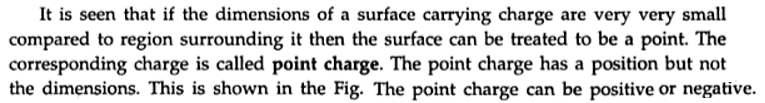 It is seen that if the dimensions of a surface carrying charge are very very small
compared to region surrounding it then the surface can be treated to be a point. The
corresponding charge is called point charge. The point charge has a position but not
the dimensions. This is shown in the Fig. The point charge can be positive or negative.